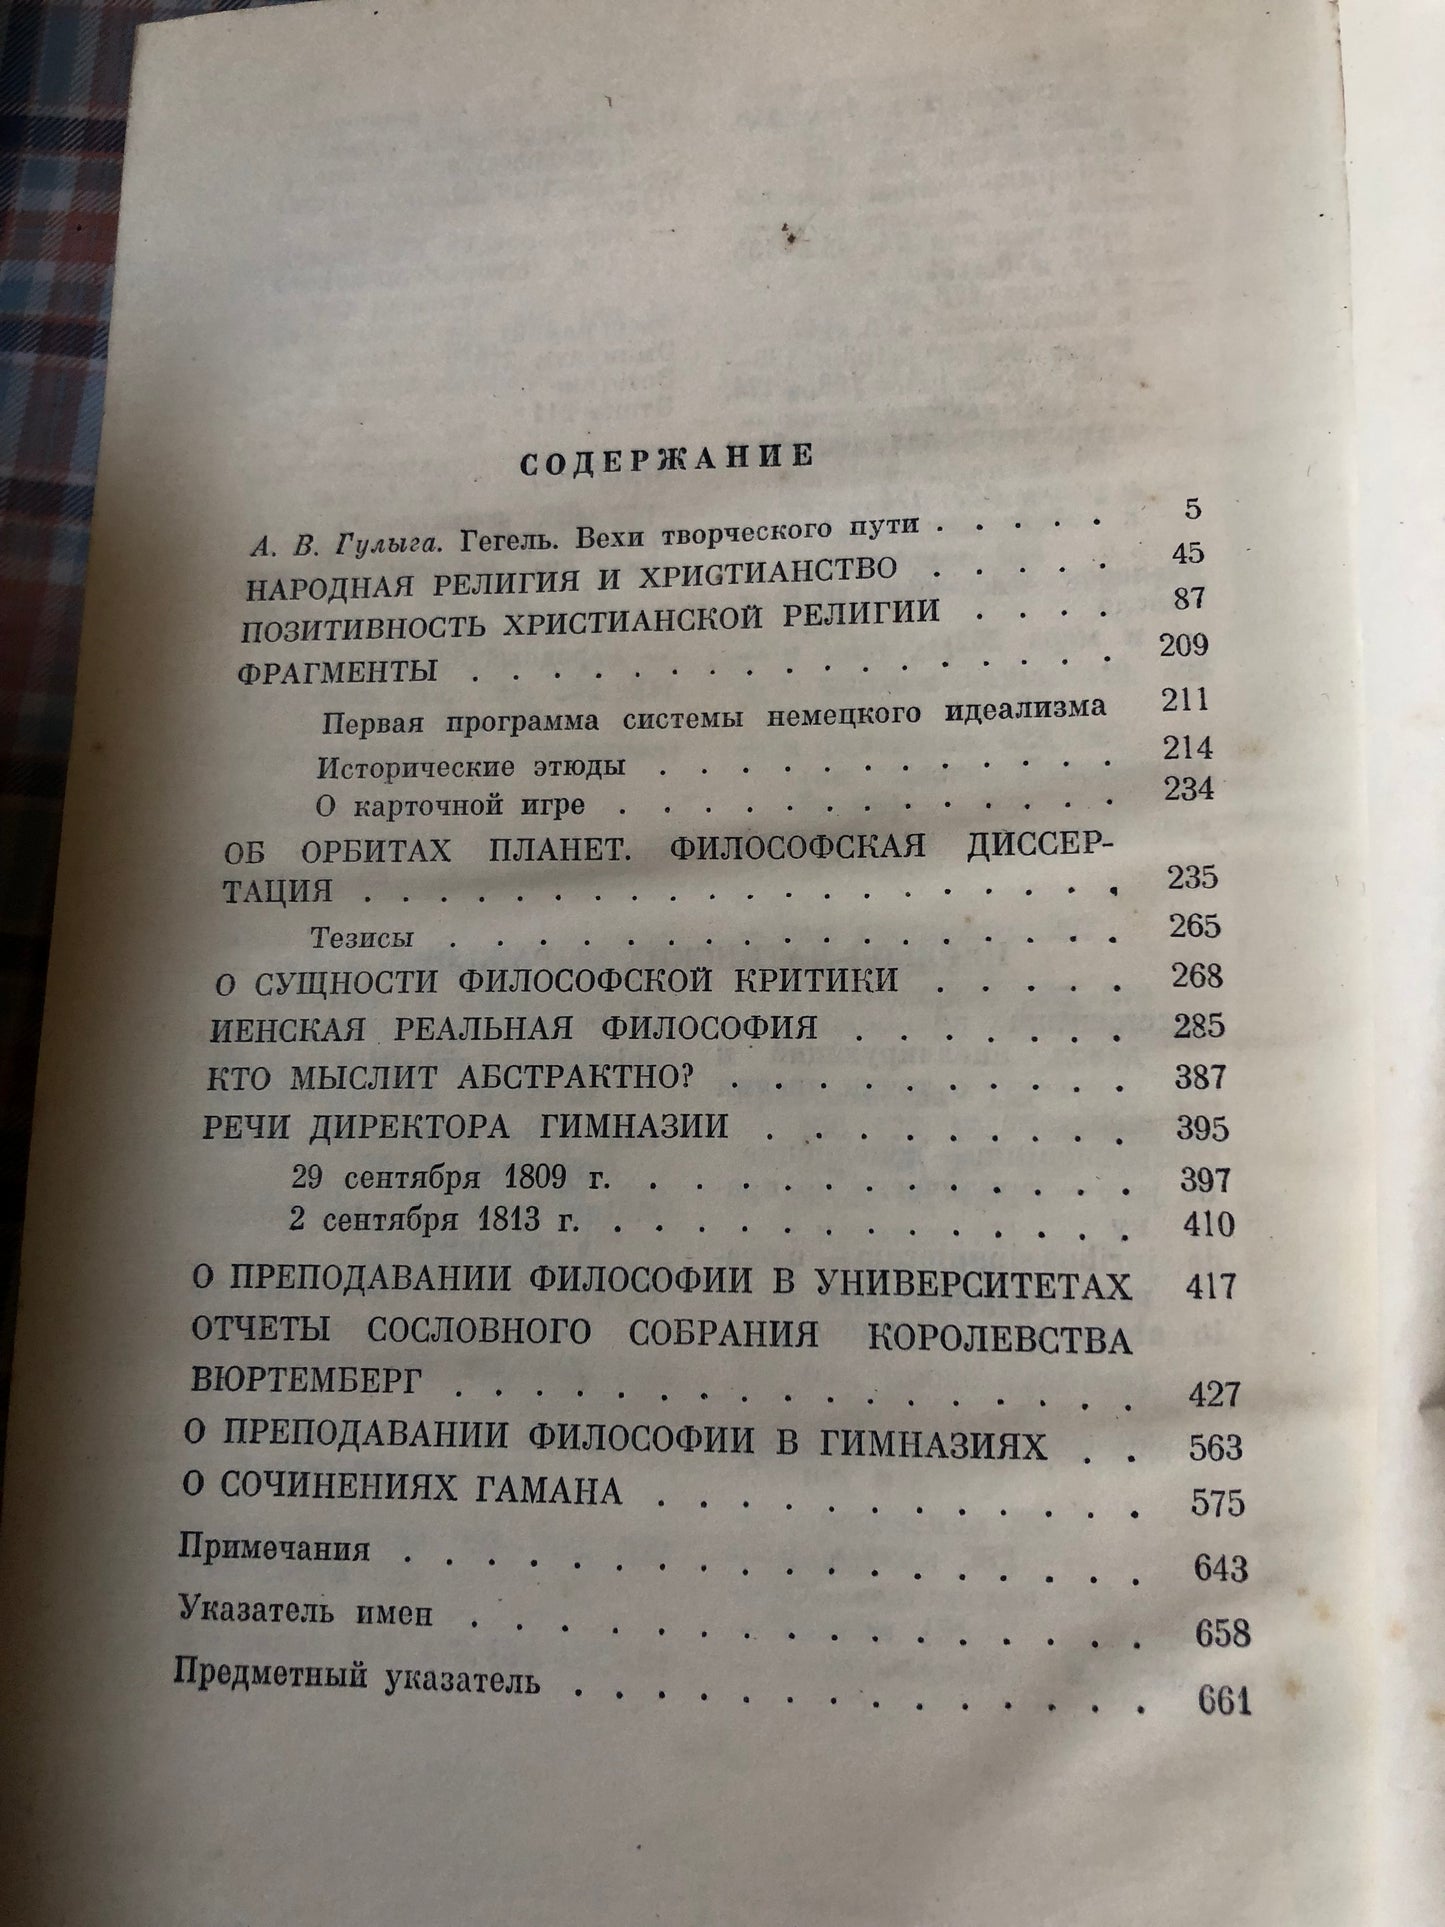 СОДЕРЖАНИЕ
А. В. Гулыга. Гегель. Вехи творческого пути . . . . . 5
НАРОДНАЯ РЕЛИГИЯ И ХРИСТИАНСТВО . . . . . 45
ПОЗИТИВНОСТЬ ХРИСТИАНСКОЙ РЕЛИГИИ . . . . 87
ФРАГМЕНТЫ . . . . . . . . . . . . . . . . 209
Первая программа системы немецкого идеализма 211
Исторические этюды . . . . . . . . . . . . 214
О карточной игре . . . . . . . . . . . . . 234
ОБ ОРБИТАХ ПЛАНЕТ. ФИЛОСОФСКАЯ ДИССЕР-
ТАЦИЯ . . . . . . . . . . . . . . . . . . 235
Тезисы . . . . . . . . . . . . . . . . 265
О СУЩНОСТИ ФИЛОСОФСКОЙ КРИТИКИ . . . . . 268
ИЕНСКАЯ РЕАЛЬНАЯ ФИЛОСОФИЯ . . . . . . . 285
КТО МЫСЛИТ АБСТРАКТНО? . . . . . . . . . . 387
РЕЧИ ДИРЕКТОРА ГИМНАЗИИ . . . . . . . . . 395
29 сентября 1809 г. . . . . . . . . . . . . 397
2 сентября 1813 г. . . . . . . . . . . . . . 410
О ПРЕПОДАВАНИИ ФИЛОСОФИИ В УНИВЕРСИТЕТАХ 417
ОТЧЕТЫ СОСЛОВНОГО СОБРАНИЯ КОРОЛЕВСТВА
ВЮРТЕМБЕРГ . . . . . . . . . . . . . . . . . 427
О ПРЕПОДАВАНИИ ФИЛОСОФИИ В ГИМНАЗИЯХ . . 563
О СОЧИНЕНИЯХ ГАМАНА . . . . . . . . . . . . 575
Примечания . . . . . . . . . . . . . . . . . . 643
Указатель имен . . . . . . . . . . . . . . . . 658
Предметный указатель . . . . . . . . . . . . . . 661